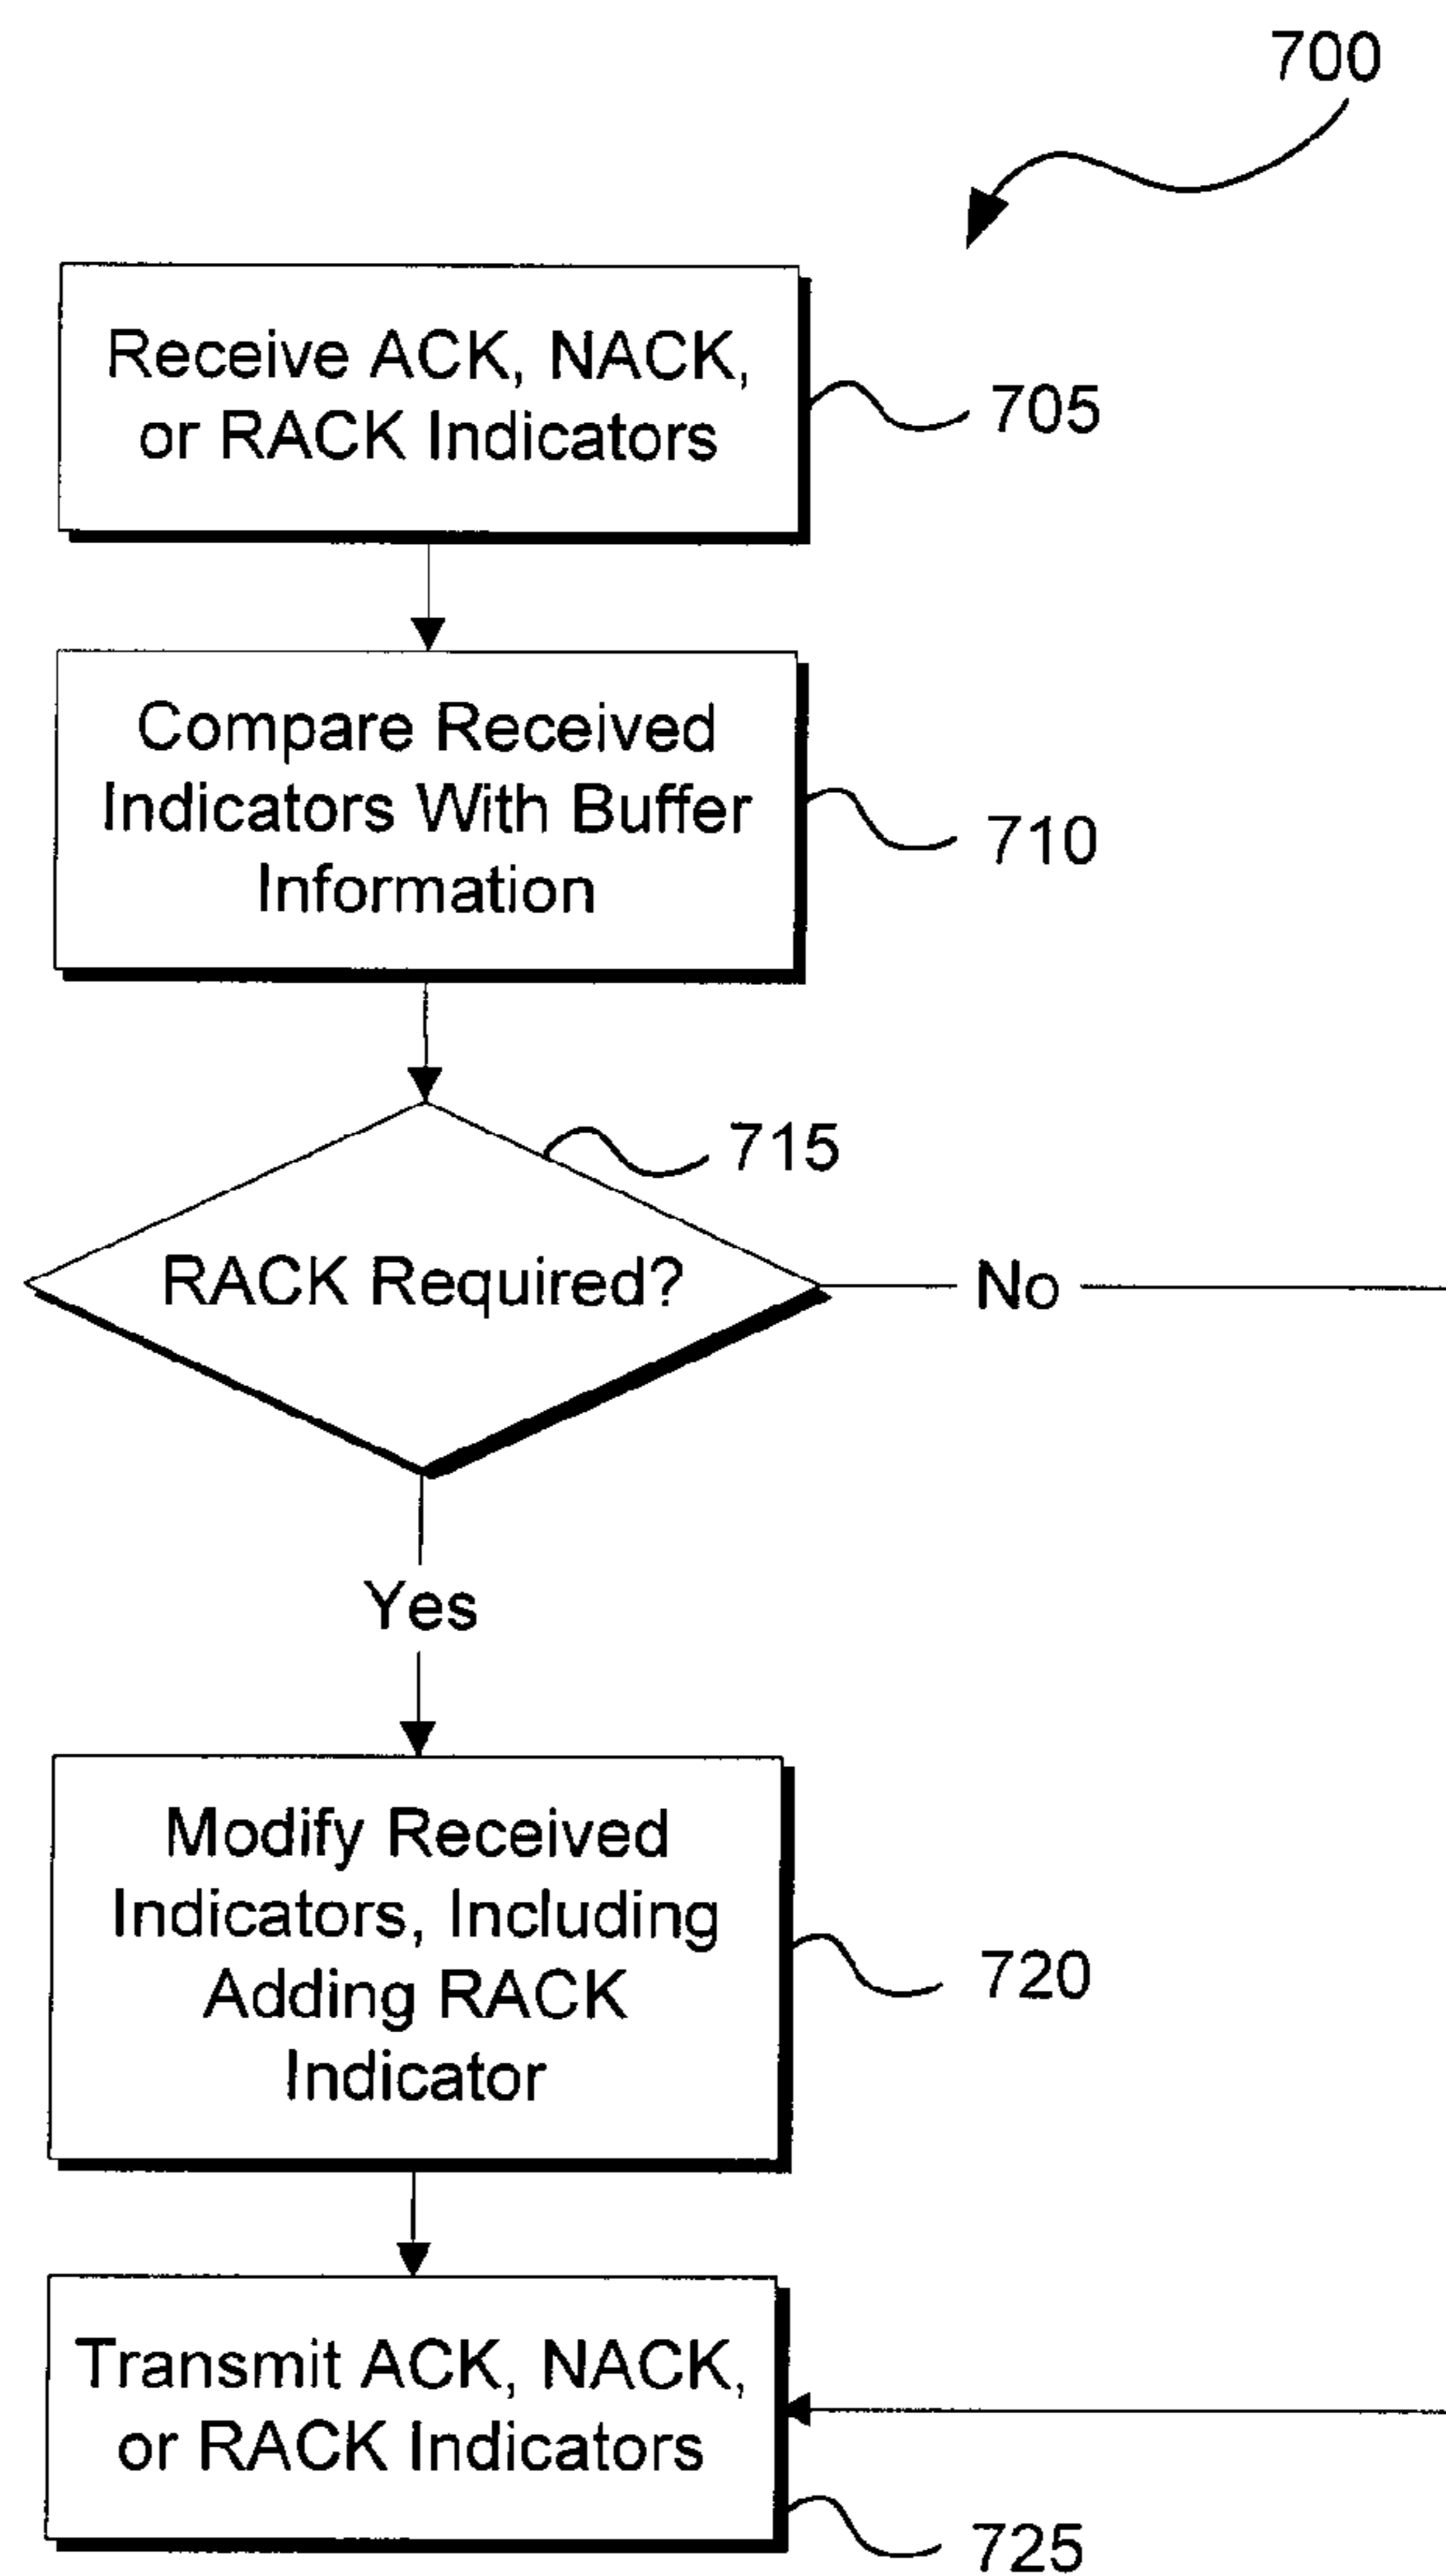 700
Receive ACK, NACK,
or RACK Indicators
705
Compare Received
Indicators With Buffer
Information
710
715
RACK Required?
No
Yes
Modify Received
Indicators, Including
Adding RACK
Indicator
720
Transmit ACK, NACK,
or RACK Indicators
725